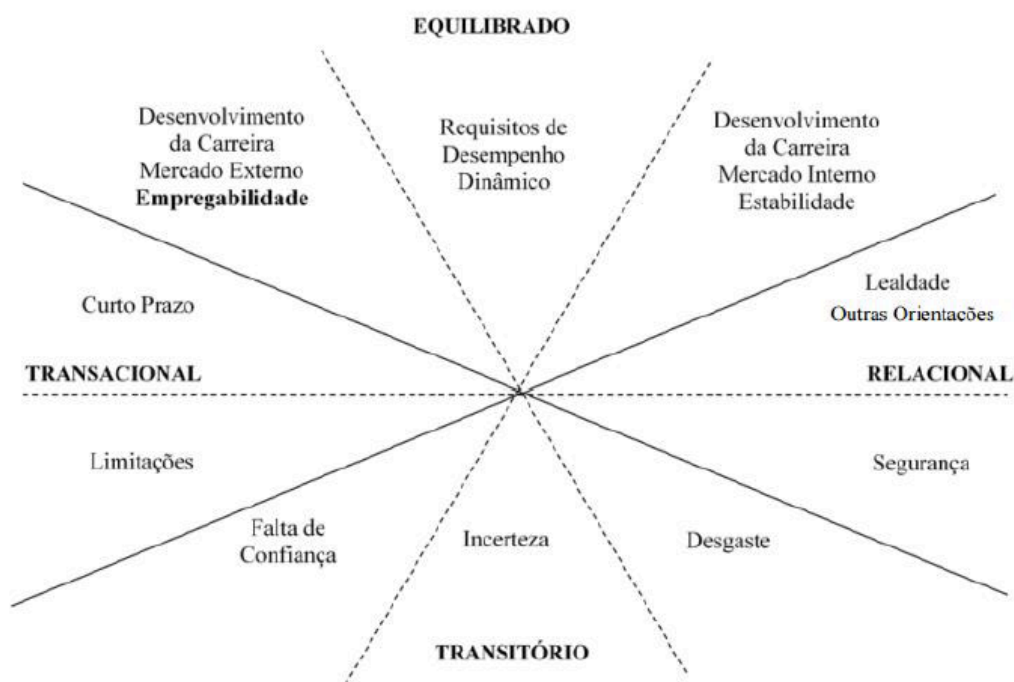 EQUILIBRADO
Desenvolvimento
da Carreira
Mercado Externo
Empregabilidade
Requisitos de
Desempenho
Dinâmico
Desenvolvimento
da Carreira
Mercado Interno
Estabilidade
Curto Prazo
Lealdade
Outras Orientacões
TRANSACIONAL
RELACIONAL
Limitações
Segurança
Falta de
Confiança
Incerteza
Desgaste
TRANSITÓRIO